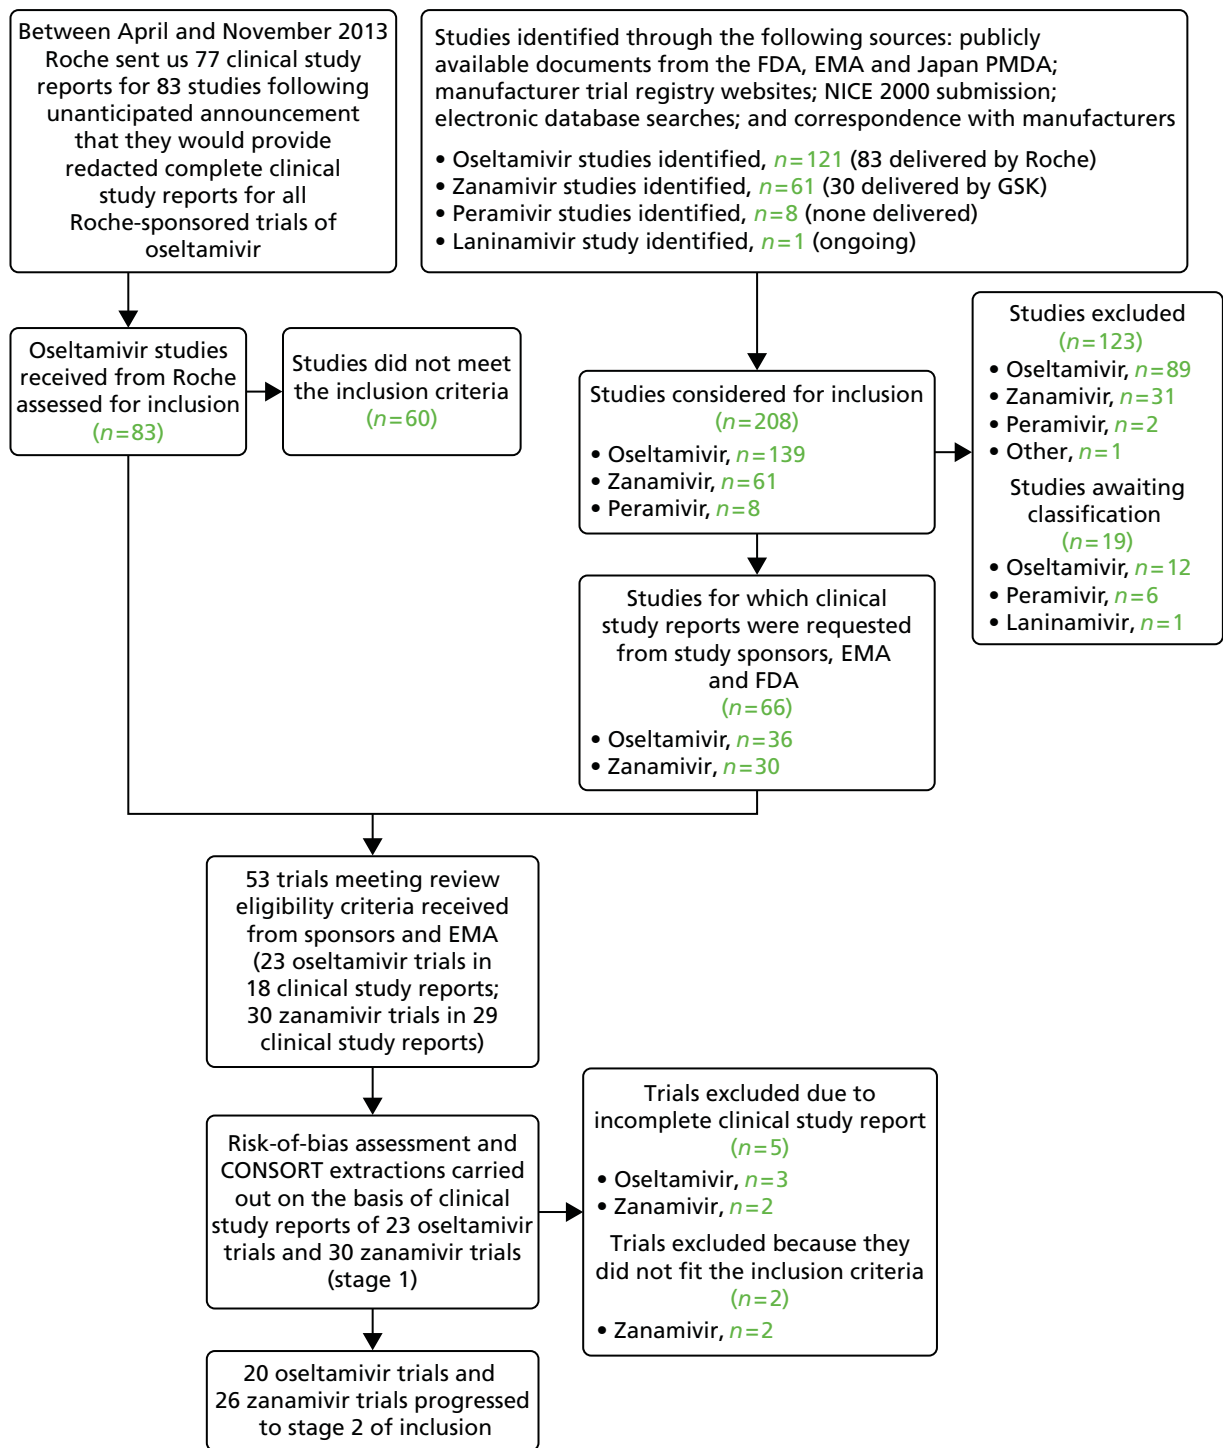 Between April and November 2013
Roche sent us 77 clinical study
reports for 83 studies following
unanticipated announcement
that they would provide
redacted complete clinical
study reports for all
Roche-sponsored trials of
oseltamivir
Studies identified through the following sources: publicly
available documents from the FDA, EMA and Japan PMDA;
manufacturer trial registry websites; NICE 2000 submission;
electronic database searches; and correspondence with manufacturers
• Oseltamivir studies identified, n=121 (83 delivered by Roche)
• Zanamivir studies identified, n=61 (30 delivered by GSK)
• Peramivir studies identified, n=8 (none delivered)
• Laninamivir study identified, n=1 (ongoing)
Oseltamivir studies
received from Roche
assessed for inclusion
(n=83)
Studies did not meet
the inclusion criteria
(n=60)
Studies considered for inclusion
(n=208)
• Oseltamivir, n=139
• Zanamivir, n=61
• Peramivir, n=8
Studies excluded
(n=123)
• Oseltamivir, n=89
• Zanamivir, n=31
• Peramivir, n=2
• Other, n=1
Studies awaiting
classification
(n=19)
• Oseltamivir, n=12
• Peramivir, n=6
• Laninamivir, n=1
Studies for which clinical
study reports were requested
from study sponsors, EMA
and FDA
(n=66)
• Oseltamivir, n=36
• Zanamivir, n=30
53 trials meeting review
eligibility criteria received
from sponsors and EMA
(23 oseltamivir trials in
18 clinical study reports;
30 zanamivir trials in 29
clinical study reports)
Risk-of-bias assessment and
CONSORT extractions carried
out on the basis of clinical
study reports of 23 oseltamivir
trials and 30 zanamivir trials
(stage 1)
Trials excluded due to
incomplete clinical study report
(n=5)
• Oseltamivir, n=3
• Zanamivir, n=2
Trials excluded because they
did not fit the inclusion criteria
(n=2)
• Zanamivir, n=2
20 oseltamivir trials and
26 zanamivir trials progressed
to stage 2 of inclusion